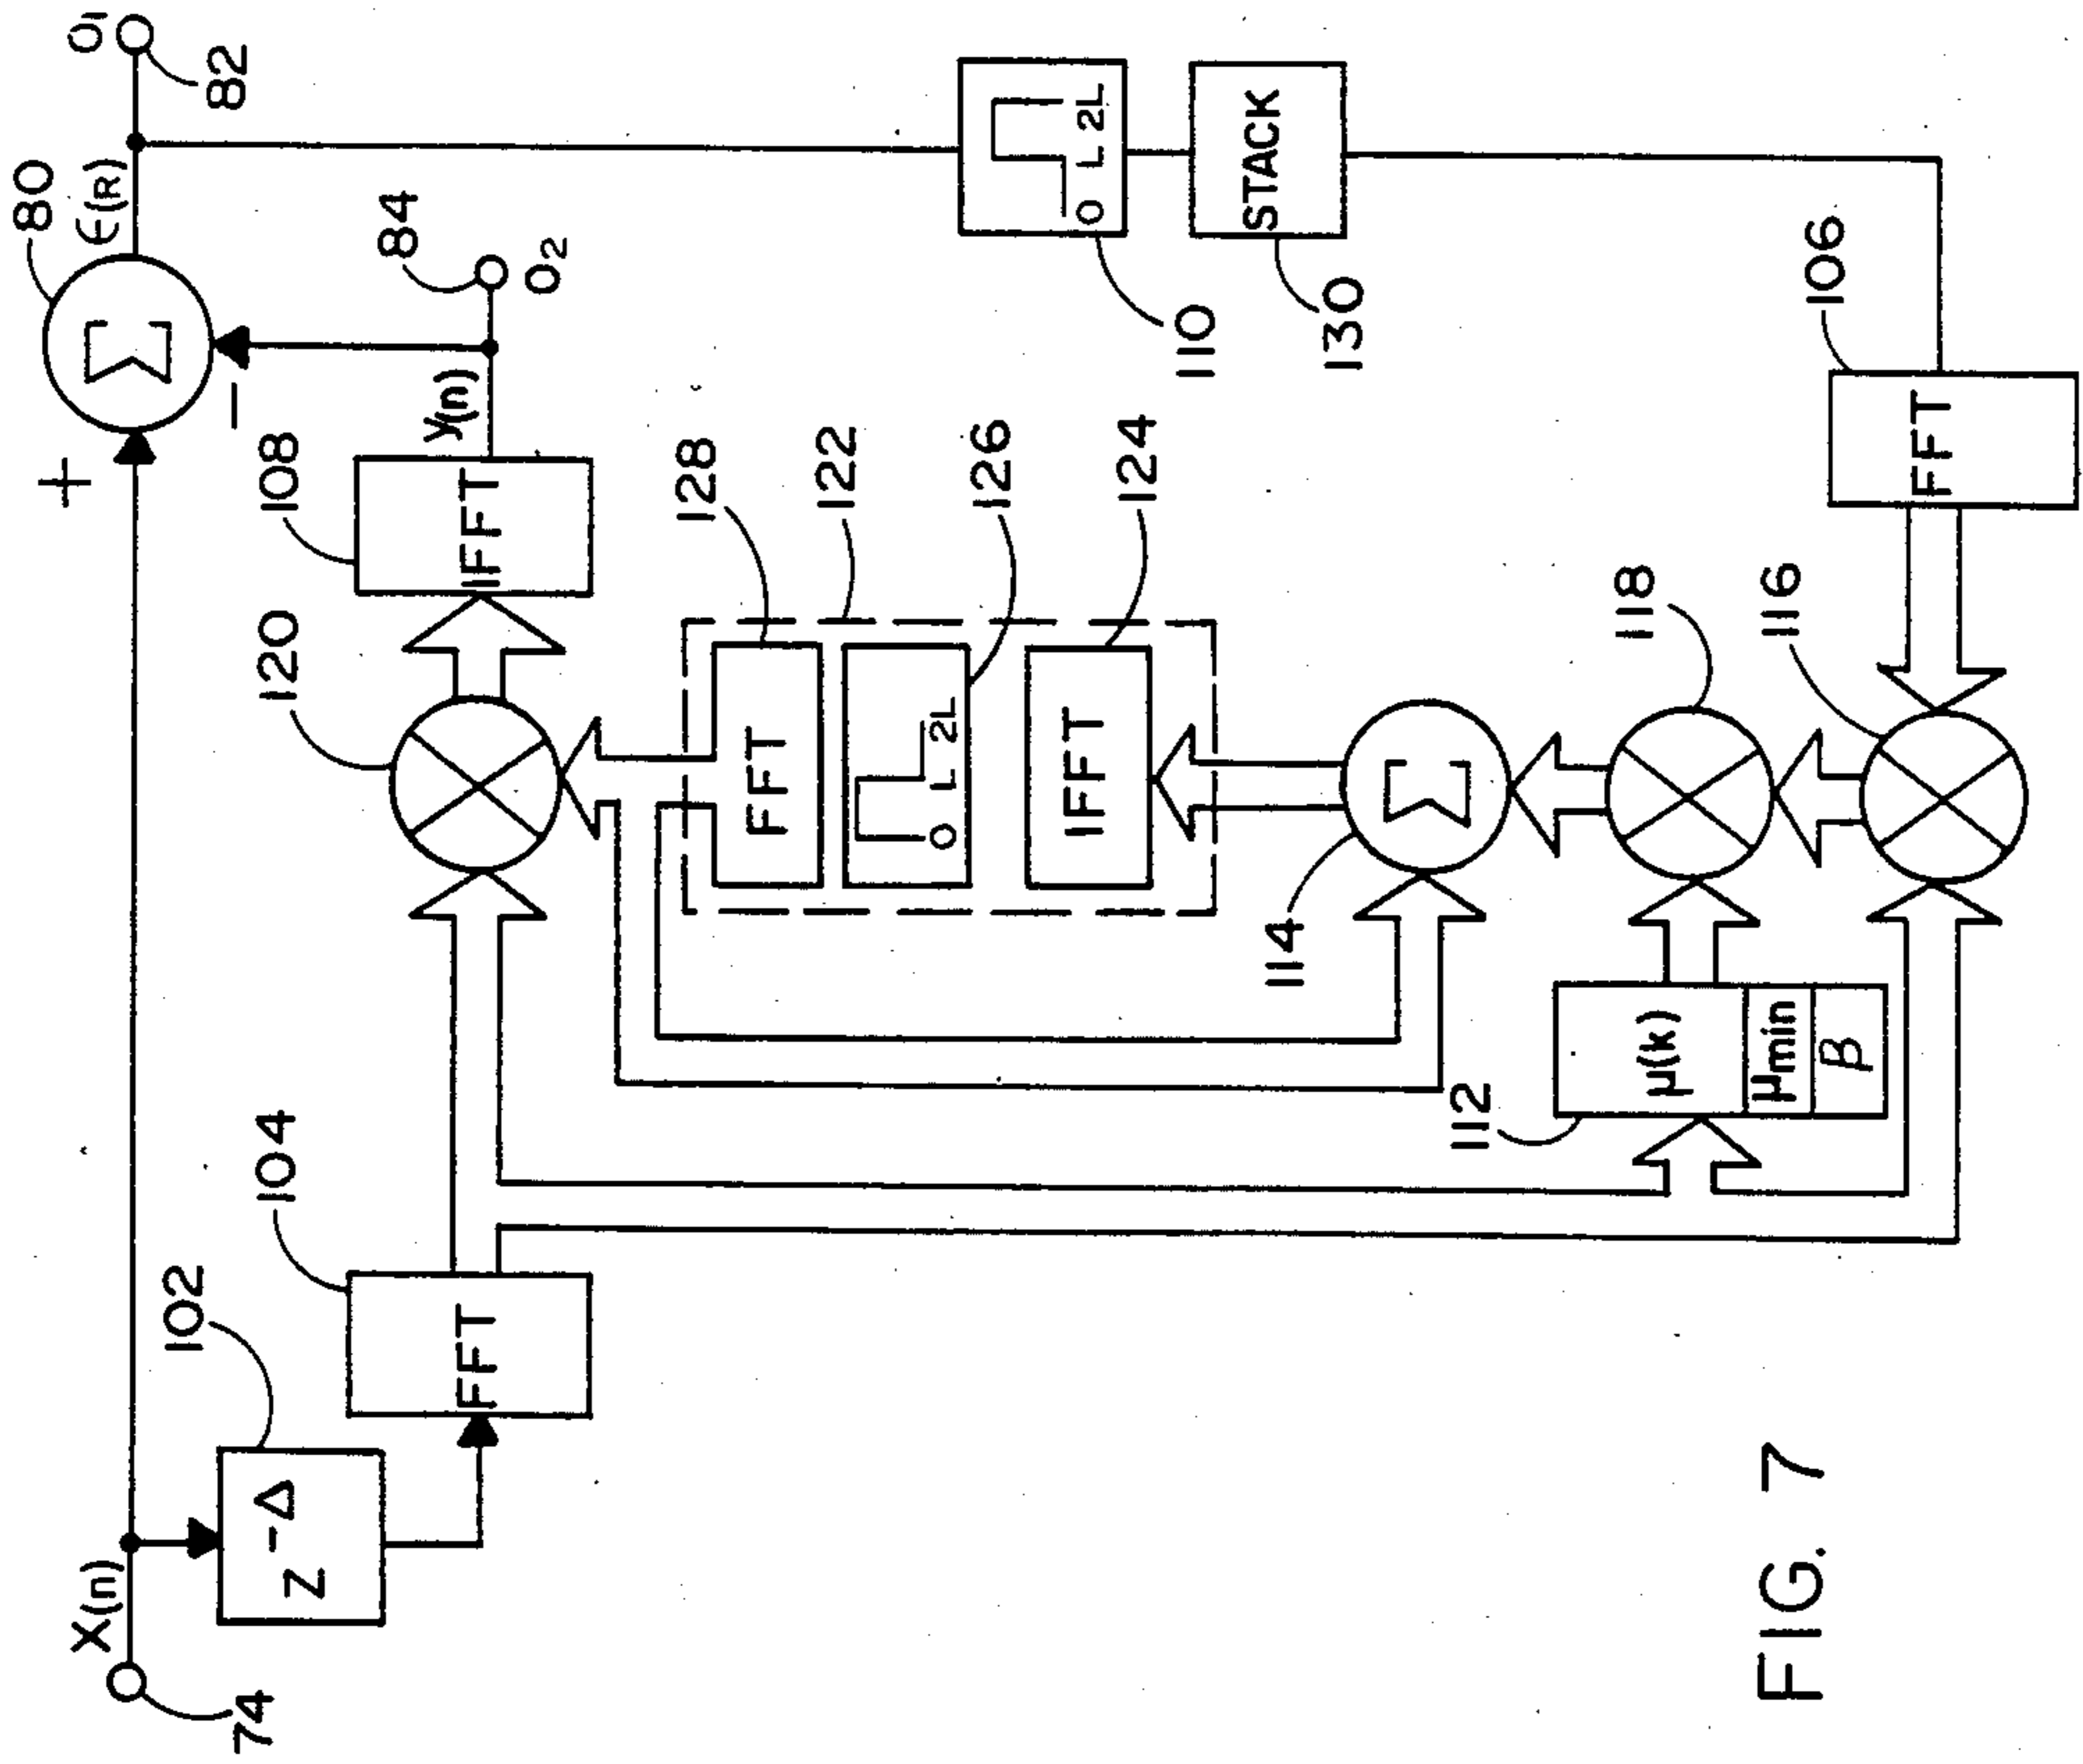 74
X(n)
102
Z -Δ
104
FFT
120
108
IFFT
+
−
y(n)
80
Σ
ϵ(R)
O1
82
84
O2
128
122
126
124
FFT
0 L 2L
IFFT
114
Σ
112
μ(k)
μmin
β
118
116
110
0 L 2L
130
STACK
106
FFT
FIG. 7